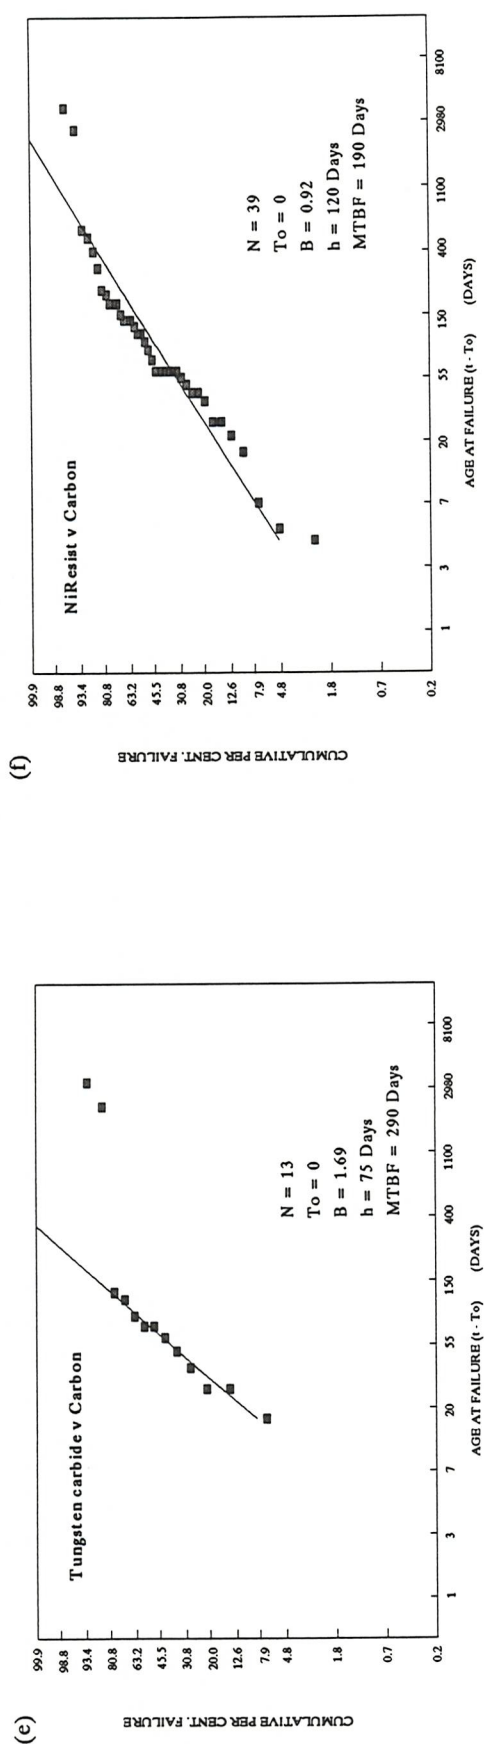 (e)
Tungsten carbide v Carbon
CUMULATIVE PER CENT. FAILURE
99.9
98.8
93.4
80.8
63.2
45.5
30.8
20.0
12.6
7.9
4.8
1.8
0.7
0.2
N = 13
To = 0
B = 1.69
h = 75 Days
MTBF = 290 Days
1 3 7 20 55 150 400 1100 2980 8100
AGE AT FAILURE (t - To) (DAYS)
(f)
NiResist v Carbon
CUMULATIVE PER CENT. FAILURE
99.9
98.8
93.4
80.8
63.2
45.5
30.8
20.0
12.6
7.9
4.8
1.8
0.7
0.2
N = 39
To = 0
B = 0.92
h = 120 Days
MTBF = 190 Days
1 3 7 20 55 150 400 1100 2980 8100
AGE AT FAILURE (t - To) (DAYS)